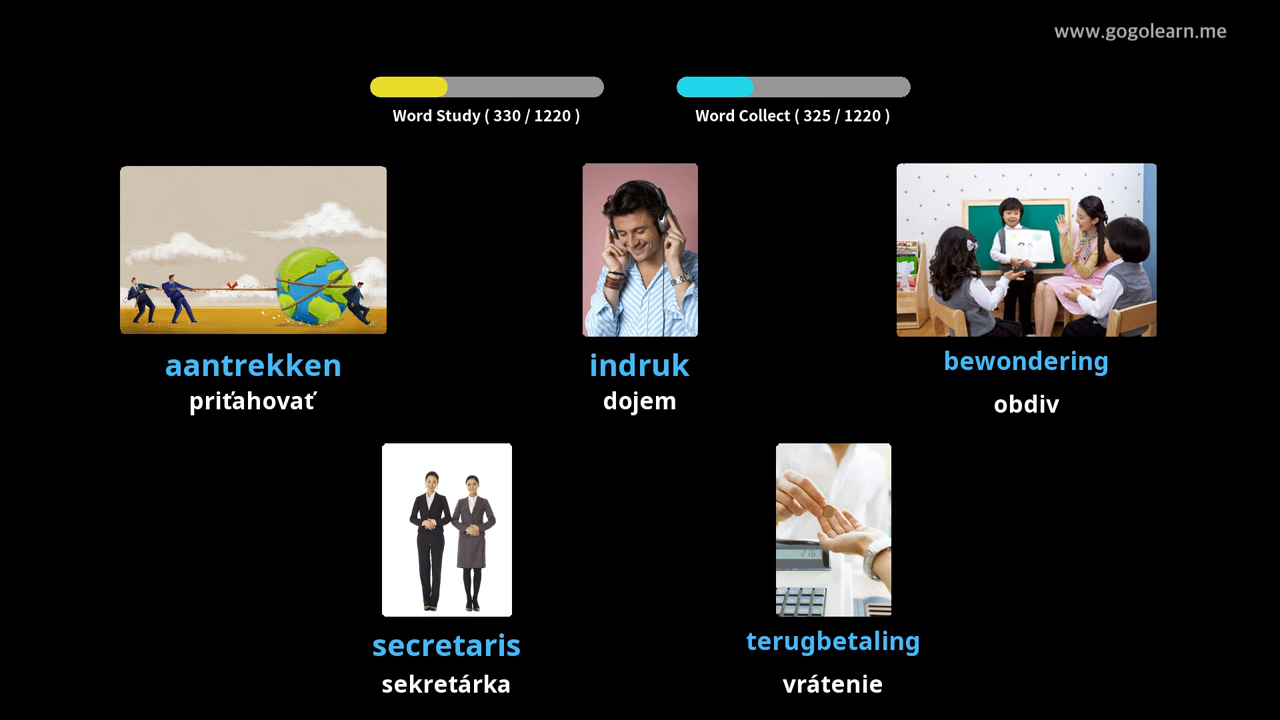 www.gogolearn.me
Word Study ( 330 / 1220 )
Word Collect ( 325 / 1220 )
aantrekken
priťahovať
indruk
dojem
bewondering
obdiv
secretaris
sekretárka
terugbetaling
vrátenie